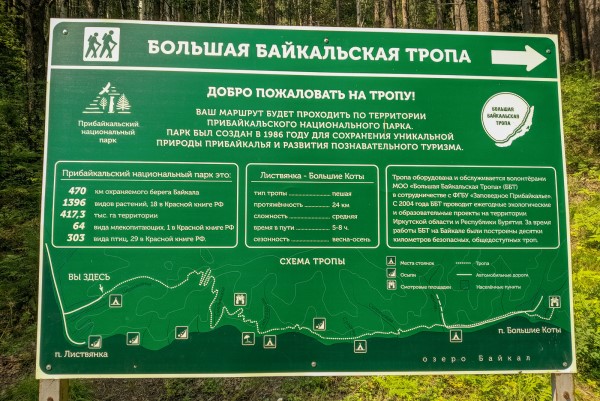 БОЛЬШАЯ БАЙКАЛЬСКАЯ ТРОПА
Прибайкальский
национальный парк
ДОБРО ПОЖАЛОВАТЬ НА ТРОПУ!
ВАШ МАРШРУТ БУДЕТ ПРОХОДИТЬ ПО ТЕРРИТОРИИ
ПРИБАЙКАЛЬСКОГО НАЦИОНАЛЬНОГО ПАРКА.
ПАРК БЫЛ СОЗДАН В 1986 ГОДУ ДЛЯ СОХРАНЕНИЯ УНИКАЛЬНОЙ
ПРИРОДЫ ПРИБАЙКАЛЬЯ И РАЗВИТИЯ ПОЗНАВАТЕЛЬНОГО ТУРИЗМА.
БОЛЬШАЯ
БАЙКАЛЬСКАЯ
ТРОПА
Прибайкальский национальный парк это:
470 км охраняемого берега Байкала
1396 видов растений, 18 в Красной книге РФ
417,3 тыс. га территории
64 вида млекопитающих, 1 в Красной книге РФ
303 вида птиц, 29 в Красной книге РФ.
Листвянка - Большие Коты
тип тропы пешая
протяжённость 24 км
сложность средняя
время в пути 5-8 ч.
сезонность весна-осень
Тропа оборудована и обслуживается волонтёрами
МОО «Большая Байкальская Тропа» (ББТ)
в сотрудничестве с ФГБУ «Заповедное Прибайкалье».
С 2004 года ББТ проводит ежегодные экологические
и образовательные проекты на территории
Иркутской области и Республики Бурятия. За время
работы ББТ на Байкале были построены десятки
километров безопасных, общедоступных троп.
СХЕМА ТРОПЫ
ВЫ ЗДЕСЬ
Места стоянок
Осыпи
Смотровые площадки
Тропа
Автомобильные дороги
Населённые пункты
п. Листвянка
п. Большие Коты
озеро Байкал